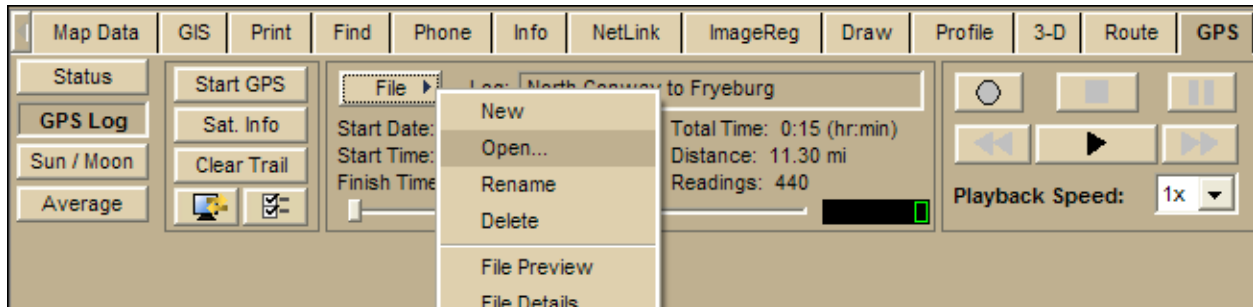 Map Data GIS Print Find Phone Info NetLink ImageReg Draw Profile 3-D Route GPS
Status
GPS Log
Sun / Moon
Average
Start GPS
Sat. Info
Clear Trail
File Log: North Conway to Fryeburg
Start Date:
Start Time:
Finish Time
Total Time: 0:15 (hr:min)
Distance: 11.30 mi
Readings: 440
New
Open...
Rename
Delete
File Preview
File Details
Playback Speed: 1x